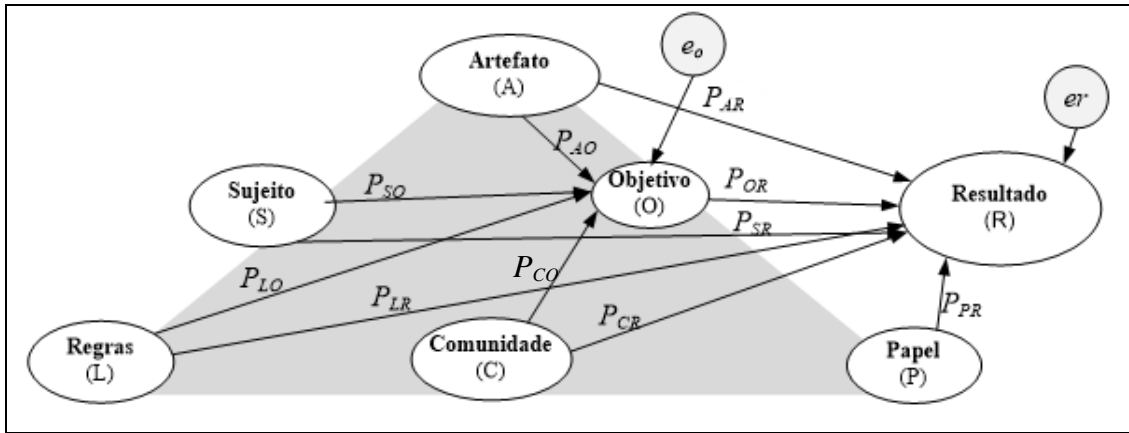 Artefato
(A)
e_o
P_AR
er
P_AO
Sujeito
(S)
P_SO
Objetivo
(O)
P_OR
Resultado
(R)
P_SR
P_LO
P_CO
P_LR
P_CR
P_PR
Regras
(L)
Comunidade
(C)
Papel
(P)